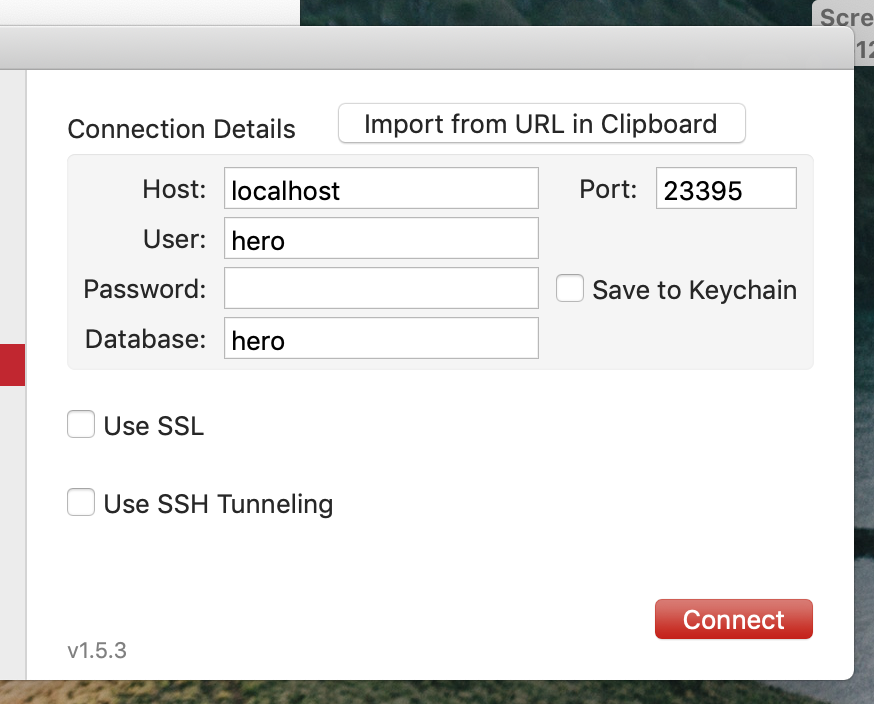 Scre
12
Connection Details
Import from URL in Clipboard
Host: localhost Port: 23395
User: hero
Password: Save to Keychain
Database: hero
Use SSL
Use SSH Tunneling
Connect
v1.5.3